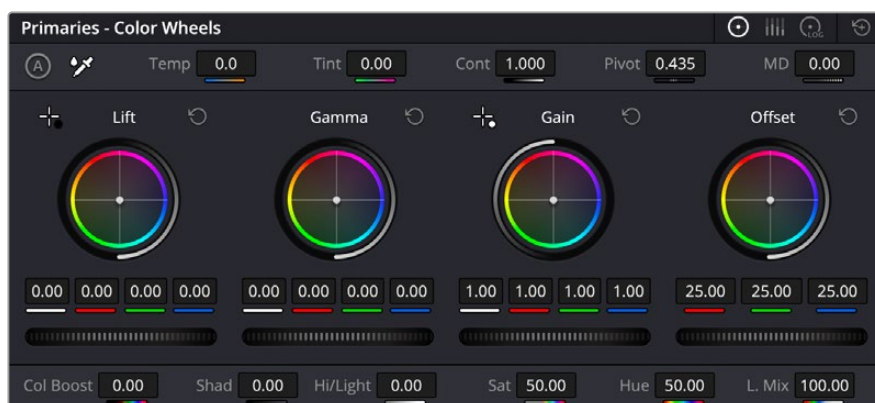 Primaries - Color Wheels
LOG
A Temp 0.0 Tint 0.00 Cont 1.000 Pivot 0.435 MD 0.00
Lift Gamma Gain Offset
0.00 0.00 0.00 0.00 0.00 0.00 0.00 0.00 1.00 1.00 1.00 1.00 25.00 25.00 25.00
Col Boost 0.00 Shad 0.00 Hi/Light 0.00 Sat 50.00 Hue 50.00 L. Mix 100.00